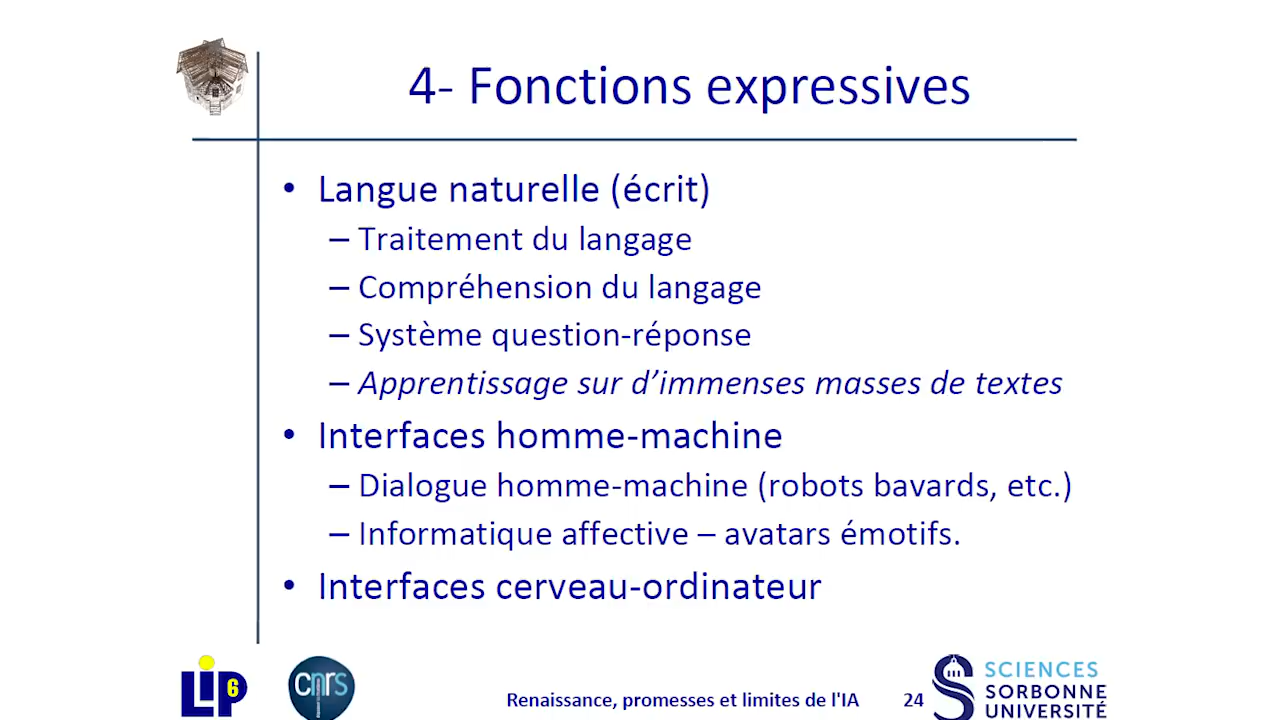 4- Fonctions expressives
• Langue naturelle (écrit)
– Traitement du langage
– Compréhension du langage
– Système question-réponse
– Apprentissage sur d’immenses masses de textes
• Interfaces homme-machine
– Dialogue homme-machine (robots bavards, etc.)
– Informatique affective – avatars émotifs.
• Interfaces cerveau-ordinateur
LIP6
cnrs
Renaissance, promesses et limites de l'IA
24
SCIENCES
SORBONNE
UNIVERSITÉ